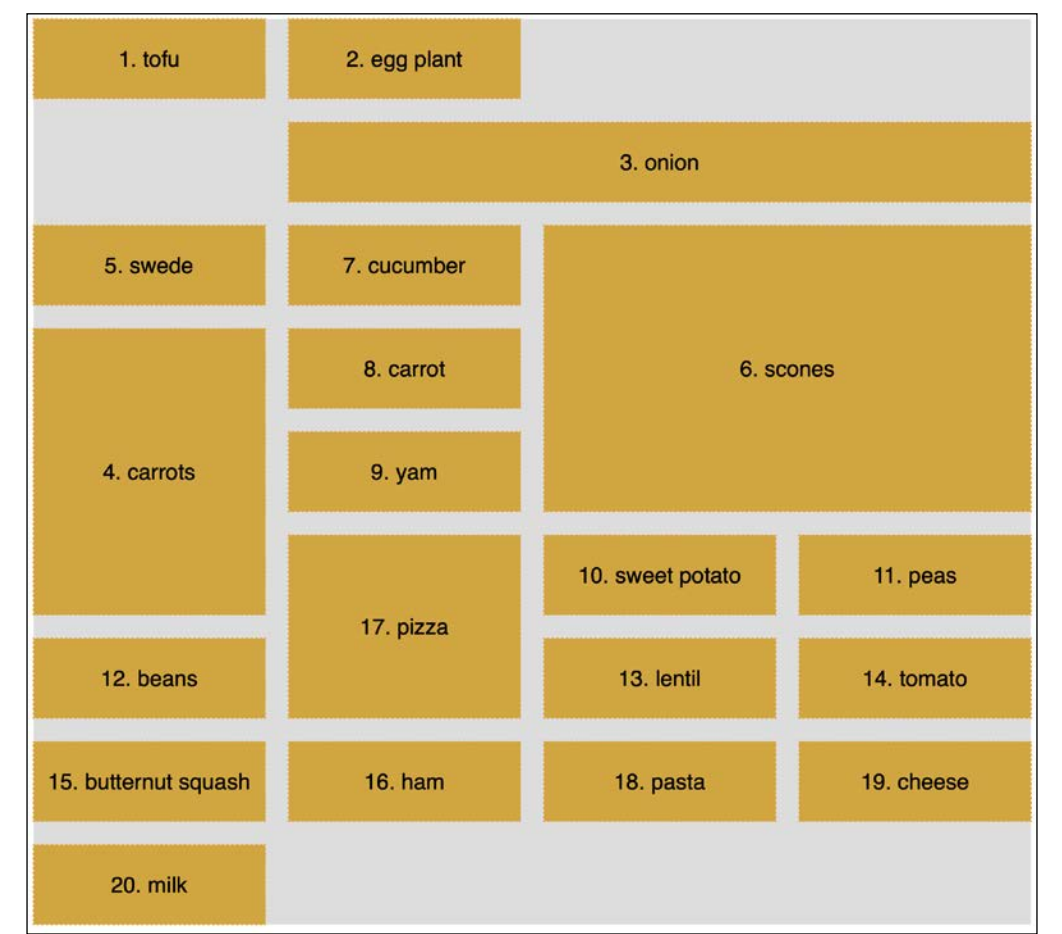 1. tofu
2. egg plant
3. onion
5. swede
7. cucumber
8. carrot
6. scones
4. carrots
9. yam
10. sweet potato
11. peas
17. pizza
12. beans
13. lentil
14. tomato
15. butternut squash
16. ham
18. pasta
19. cheese
20. milk